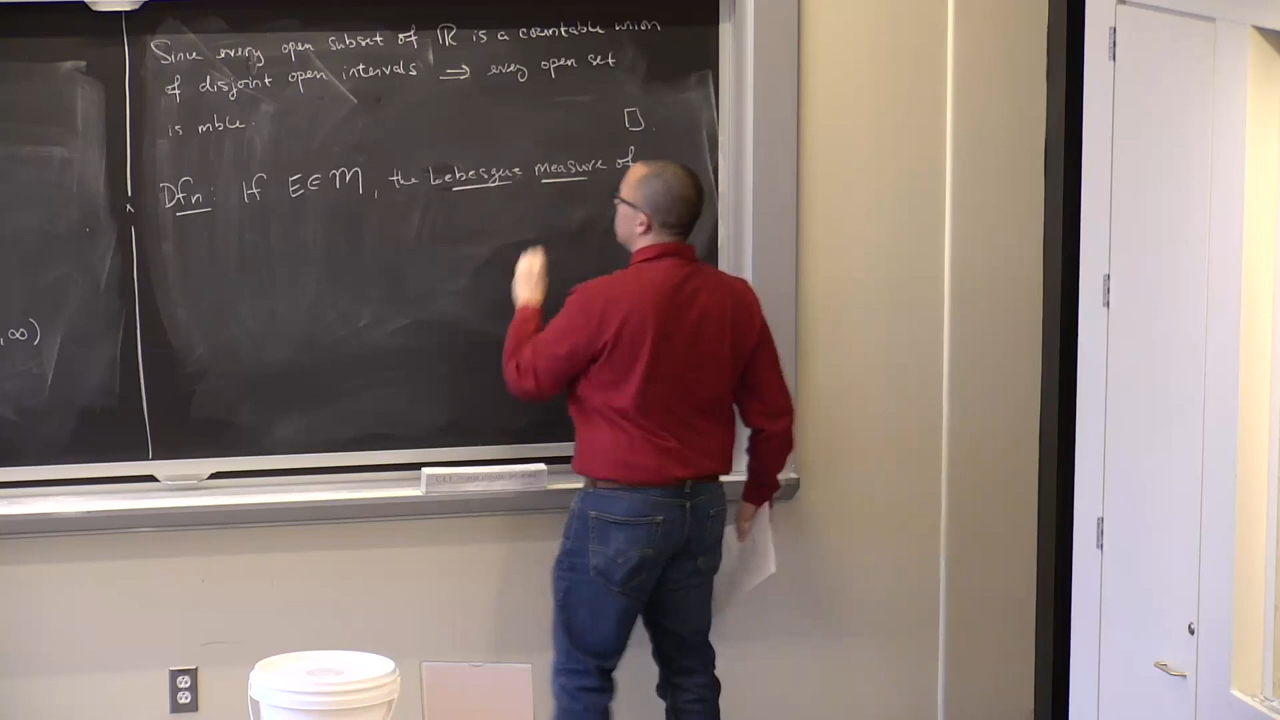 Since every open subset of ℝ is a countable union
of disjoint open intervals ⟹ every open set
is mble. □.
Dfn: If E ∈ M, the Lebesgue measure of
,∞)